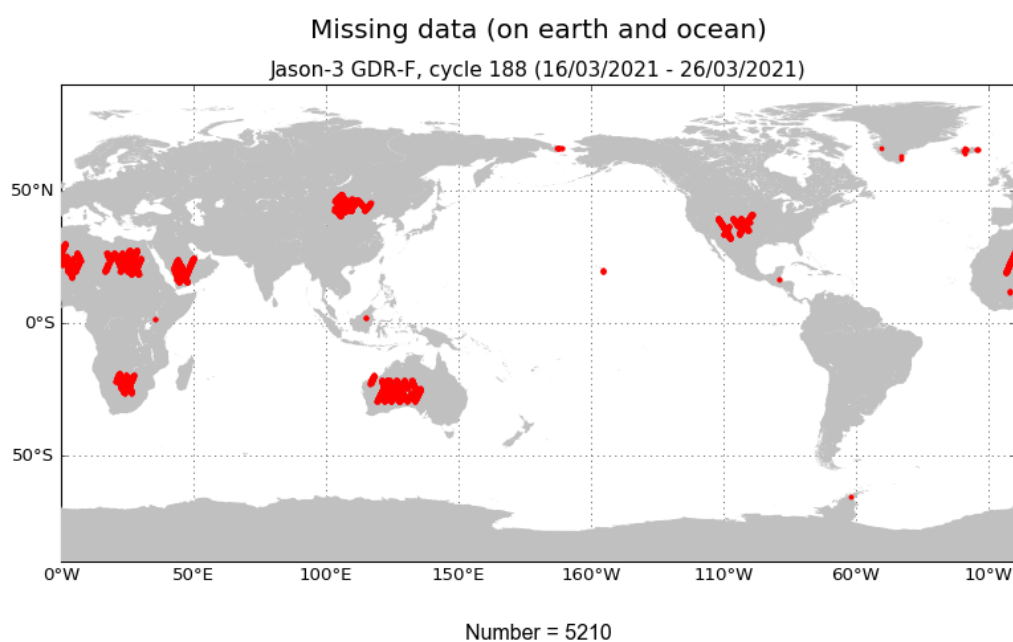 Missing data (on earth and ocean)
Jason-3 GDR-F, cycle 188 (16/03/2021 - 26/03/2021)
50°N
0°S
50°S
0°W 50°E 100°E 150°E 160°W 110°W 60°W 10°W
Number = 5210